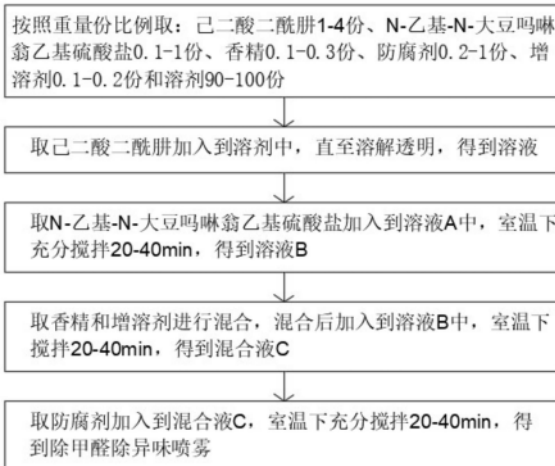 按照重量份比例取：己二酸二酰肼1-4份、N-乙基-N-大豆吗啉
翁乙基硫酸盐0.1-1份、香精0.1-0.3份、防腐剂0.2-1份、增
溶剂0.1-0.2份和溶剂90-100份
取己二酸二酰肼加入到溶剂中，直至溶解透明，得到溶液
取N-乙基-N-大豆吗啉翁乙基硫酸盐加入到溶液A中，室温下
充分搅拌20-40min，得到溶液B
取香精和增溶剂进行混合，混合后加入到溶液B中，室温下
搅拌20-40min，得到混合液C
取防腐剂加入到混合液C，室温下充分搅拌20-40min，得
到除甲醛除异味喷雾